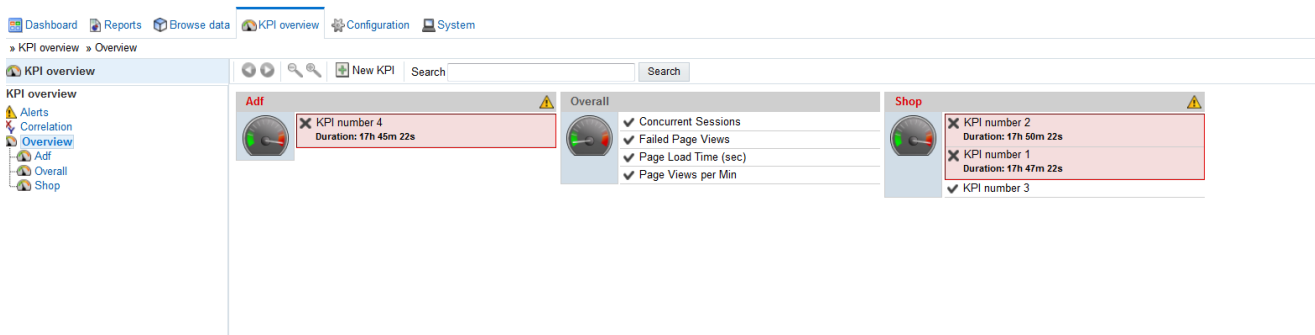 Dashboard Reports Browse data KPI overview Configuration System
» KPI overview » Overview
KPI overview
New KPI Search Search
KPI overview
Alerts
Correlation
Overview
Adf
Overall
Shop
Adf
KPI number 4
Duration: 17h 45m 22s
Overall
Concurrent Sessions
Failed Page Views
Page Load Time (sec)
Page Views per Min
Shop
KPI number 2
Duration: 17h 50m 22s
KPI number 1
Duration: 17h 47m 22s
KPI number 3